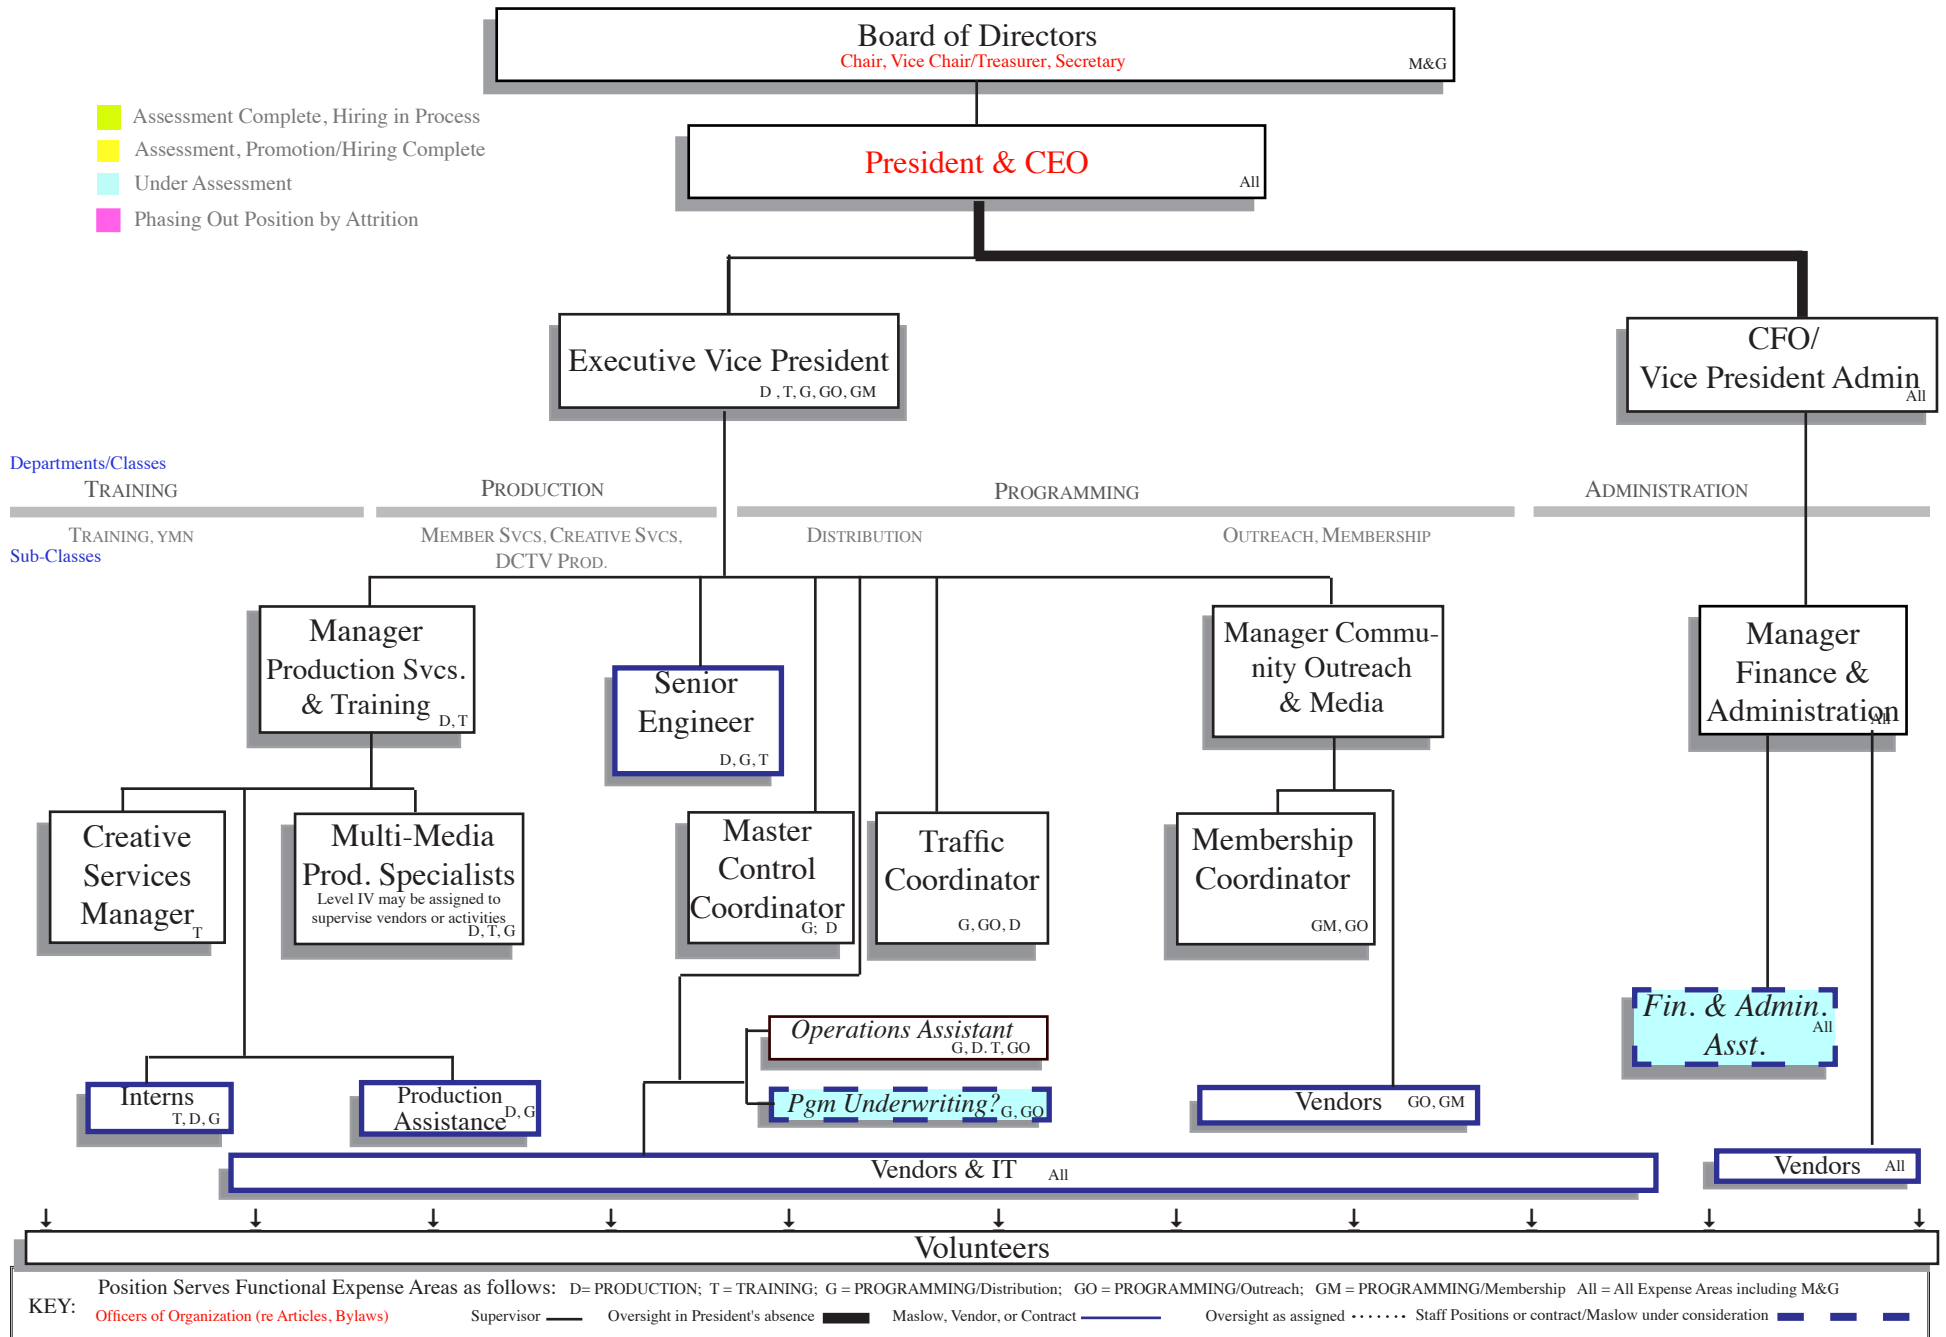 Board of Directors
Chair, Vice Chair/Treasurer, Secretary
M&G
Assessment Complete, Hiring in Process
Assessment, Promotion/Hiring Complete
Under Assessment
Phasing Out Position by Attrition
President & CEO
All
Executive Vice President
D , T, G, GO, GM
CFO/
Vice President Admin
All
Departments/Classes
TRAINING
PRODUCTION
PROGRAMMING
ADMINISTRATION
TRAINING, YMN
MEMBER SVCS, CREATIVE SVCS,
DCTV PROD.
DISTRIBUTION
OUTREACH, MEMBERSHIP
Sub-Classes
Manager
Production Svcs.
& Training
D, T
Senior
Engineer
D, G, T
Manager Commu-
nity Outreach
& Media
Manager
Finance &
Administration
All
Creative
Services
Manager
T
Multi-Media
Prod. Specialists
Level IV may be assigned to
supervise vendors or activities
D, T, G
Master
Control
Coordinator
G; D
Traffic
Coordinator
G, GO, D
Membership
Coordinator
GM, GO
Fin. & Admin.
All
Asst.
Operations Assistant
G, D. T, GO
Pgm Underwriting?
G, GO
Interns
T, D, G
Production
Assistance
D, G
Vendors
GO, GM
Vendors & IT
All
Vendors
All
Volunteers
KEY:
Position Serves Functional Expense Areas as follows: D= PRODUCTION; T = TRAINING; G = PROGRAMMING/Distribution; GO = PROGRAMMING/Outreach; GM = PROGRAMMING/Membership All = All Expense Areas including M&G
Officers of Organization (re Articles, Bylaws) Supervisor Oversight in President's absence Maslow, Vendor, or Contract Oversight as assigned Staff Positions or contract/Maslow under consideration